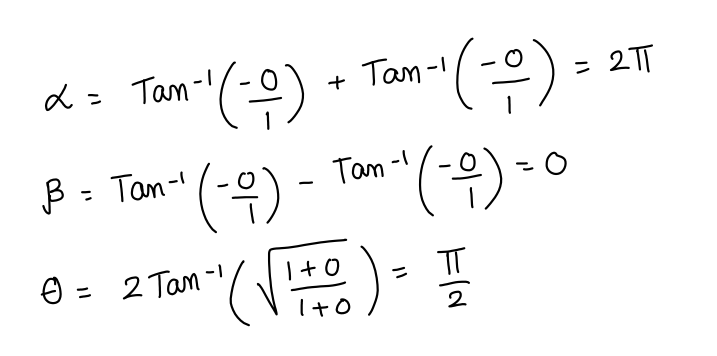 α = Tan⁻¹(-0/1) + Tan⁻¹(-0/1) = 2π
β = Tan⁻¹(-0/1) - Tan⁻¹(-0/1) = 0
θ = 2 Tan⁻¹(√((1+0)/(1+0))) = π/2